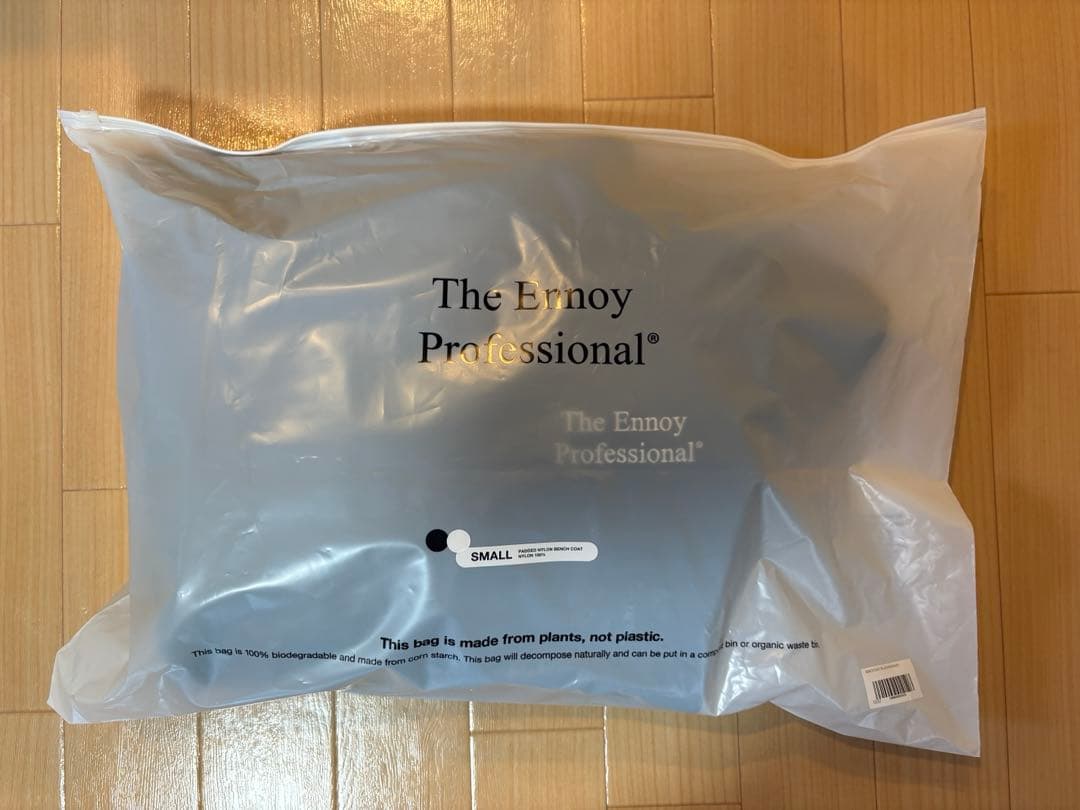 The Ennoy
Professional®
The Ennoy
Professional®
SMALL
PADDED NYLON BENCH COAT
NYLON 100%
This bag is made from plants, not plastic.
This bag is 100% biodegradable and made from corn starch. This bag will decompose naturally and can be put in a bin or organic waste bin.